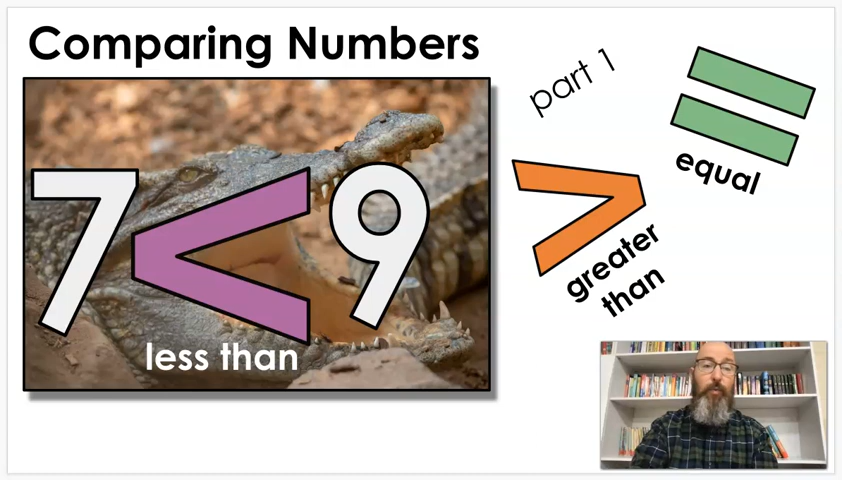 Comparing Numbers
part 1
equal
7 < 9
less than
>
greater
than
=